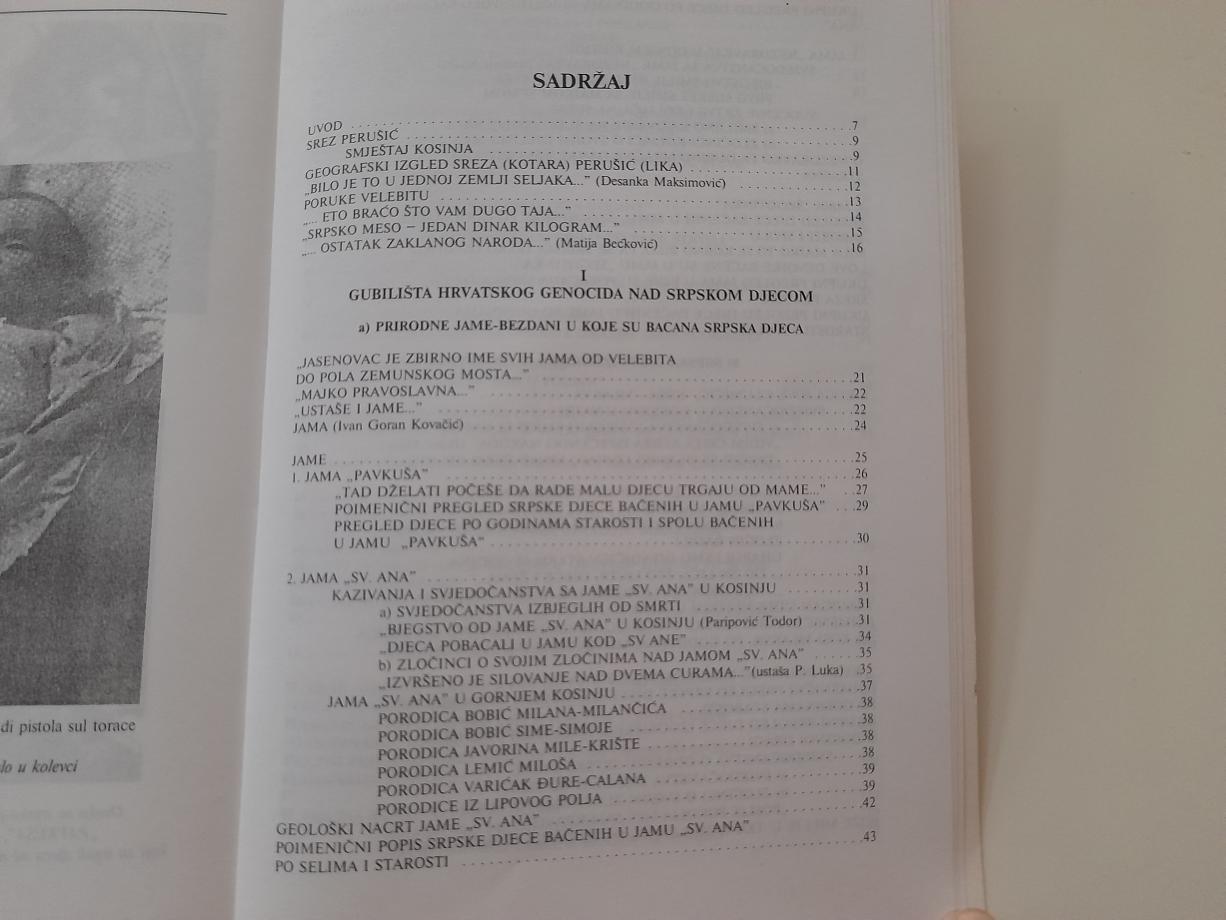 di pistola sul torace
lo u kolevci
SADRŽAJ
UVOD ........ 7
SREZ PERUŠIĆ ........ 9
SMJEŠTAJ KOSINJA ........ 9
GEOGRAFSKI IZGLED SREZA (KOTARA) PERUŠIĆ (LIKA) ........ 11
„BILO JE TO U JEDNOJ ZEMLJI SELJAKA...” (Desanka Maksimović) ........ 12
PORUKE VELEBITU ........ 13
„... ETO BRAĆO ŠTO VAM DUGO TAJA...” ........ 14
„SRPSKO MESO – JEDAN DINAR KILOGRAM...” ........ 15
„... OSTATAK ZAKLANOG NARODA...” (Matija Bećković) ........ 16
I
GUBILIŠTA HRVATSKOG GENOCIDA NAD SRPSKOM DJECOM
a) PRIRODNE JAME-BEZDANI U KOJE SU BACANA SRPSKA DJECA
„JASENOVAC JE ZBIRNO IME SVIH JAMA OD VELEBITA
DO POLA ZEMUNSKOG MOSTA...” ........ 21
„MAJKO PRAVOSLAVNA...” ........ 22
„USTAŠE I JAME...” ........ 22
JAMA (Ivan Goran Kovačić) ........ 24
JAME ........ 25
1. JAMA „PAVKUŠA” ........ 26
„TAD DŽELATI POČEŠE DA RADE MALU DJECU TRGAJU OD MAME...” ..27
POIMENIČNI PREGLED SRPSKE DJECE BAČENIH U JAMU „PAVKUŠA” ...29
PREGLED DJECE PO GODINAMA STAROSTI I SPOLU BAČENIH
U JAMU „PAVKUŠA” ........ 30
2. JAMA „SV. ANA” ........ 31
KAZIVANJA I SVJEDOČANSTVA SA JAME „SV. ANA” U KOSINJU ........ 31
a) SVJEDOČANSTVA IZBJEGLIH OD SMRTI ........ 31
„BJEGSTVO OD JAME „SV. ANA” U KOSINJU (Paripović Todor) ......31
„DJECA POBACALI U JAMU KOD „SV ANE” ........ 34
b) ZLOČINCI O SVOJIM ZLOČINIMA NAD JAMOM „SV. ANA” ......35
„IZVRŠENO JE SILOVANJE NAD DVEMA CURAMA...”(ustaša P. Luka) .35
JAMA „SV. ANA” U GORNJEM KOSINJU ........ 37
PORODICA BOBIĆ MILANA-MILANČIĆA ........ 38
PORODICA BOBIĆ SIME-SIMOJE ........ 38
PORODICA JAVORINA MILE-KRIŠTE ........ 38
PORODICA LEMIĆ MILOŠA ........ 38
PORODICA VARIĆAK ĐURE-CALANA ........ 39
PORODICE IZ LIPOVOG POLJA ........ 39
GEOLOŠKI NACRT JAME „SV. ANA” ........ 42
POIMENIČNI POPIS SRPSKE DJECE BAČENIH U JAMU „SV. ANA”
PO SELIMA I STAROSTI ........ 43